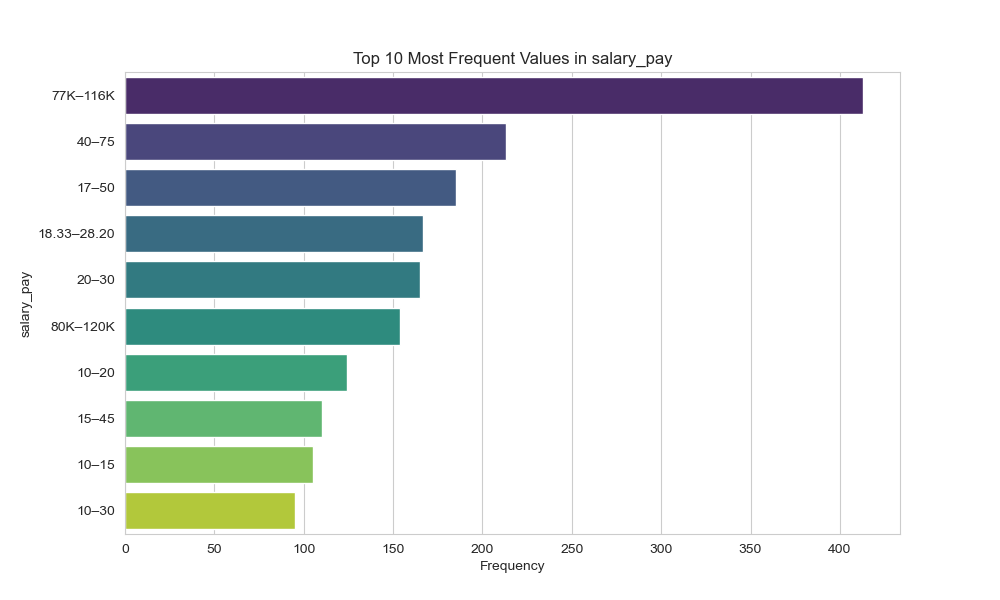 Top 10 Most Frequent Values in salary_pay
salary_pay
77K–116K
40–75
17–50
18.33–28.20
20–30
80K–120K
10–20
15–45
10–15
10–30
0 50 100 150 200 250 300 350 400
Frequency